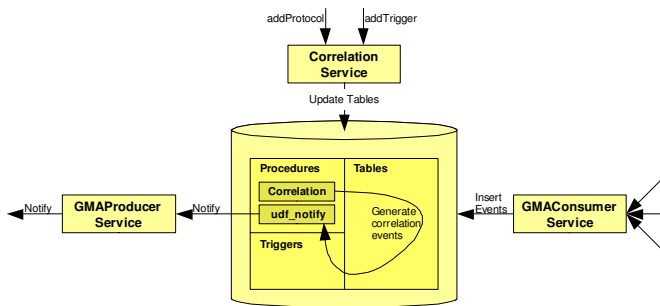 addProtocol addTrigger
Correlation
Service
Update Tables
Procedures Tables
Correlation
udf_notify
Triggers
Generate
correlation
events
Notify
GMAProducer
Service
Notify
Insert
Events
GMAConsumer
Service